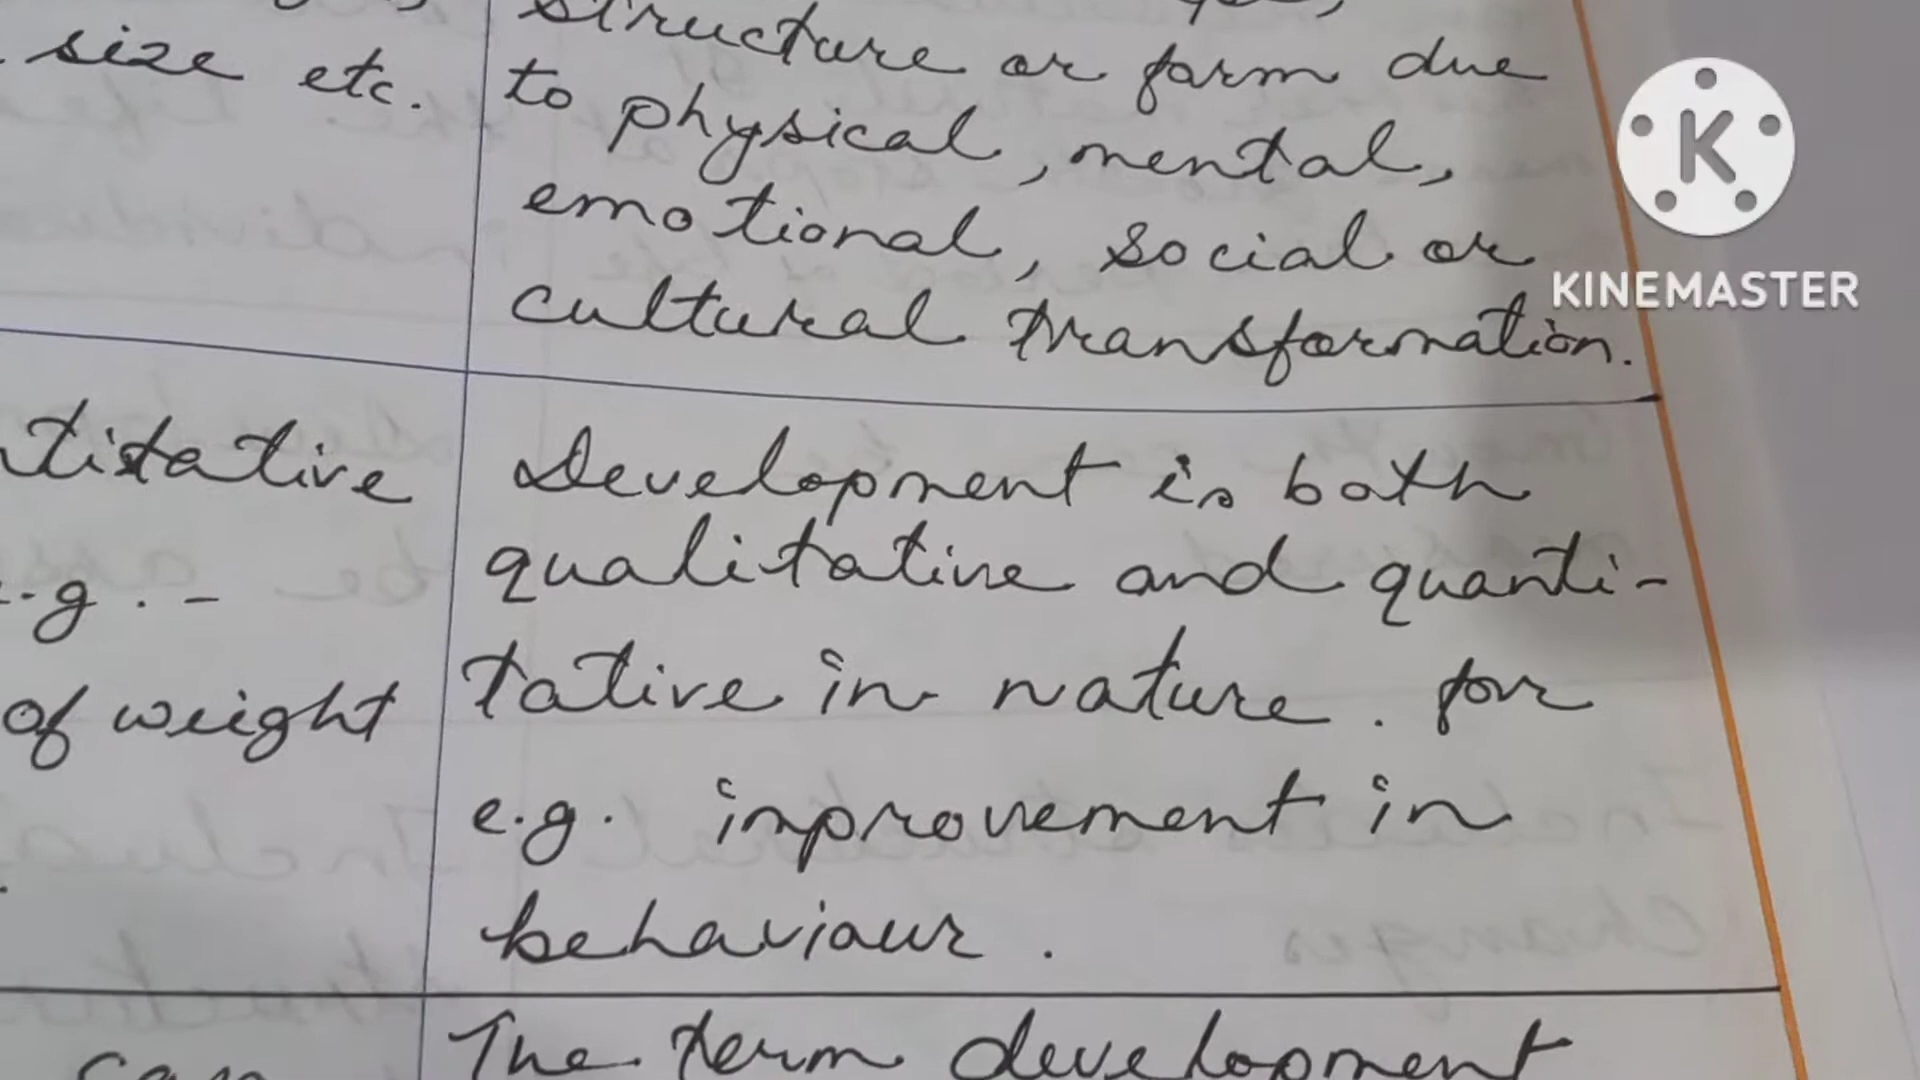 size etc.
structure or form due
to physical, mental,
emotional, social or
cultural transformation.
titative
e.g. -
of weight
Development is both
qualitative and quanti-
tative in nature. for
e.g. improvement in
behaviour.
can
The term development
K
KINEMASTER